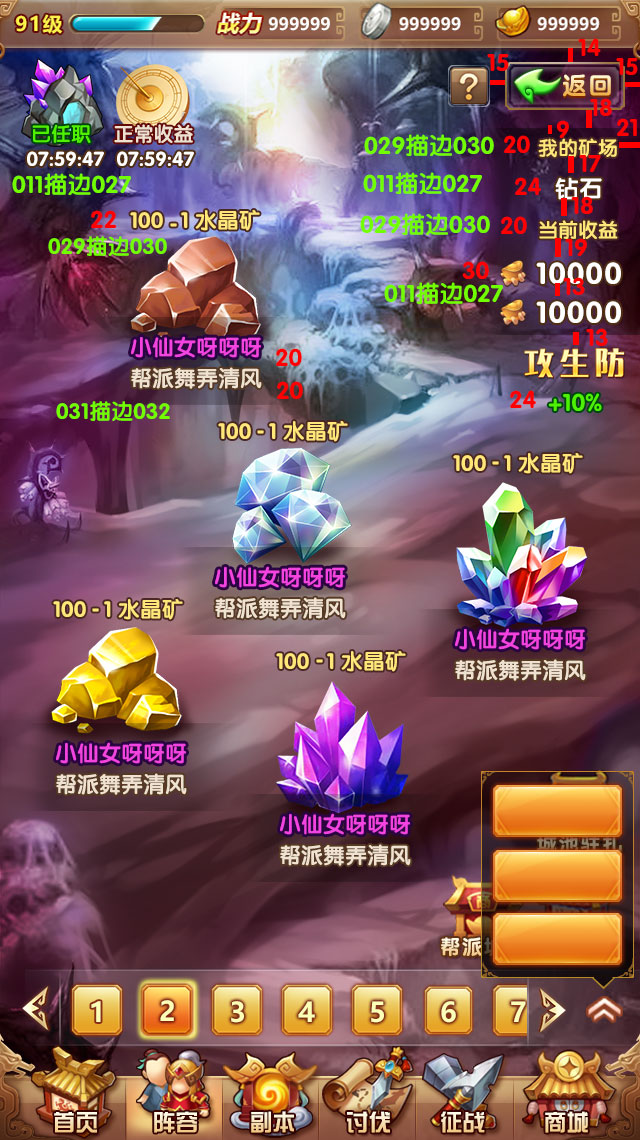 91级 战力 999999 999999 999999
14
15 15
? 返回
18
已任职 正常收益
9 21
07:59:47 07:59:47
029描边030 20 我的矿场
17
011描边027 011描边027 24 钻石
18
22 100 -1 水晶矿 029描边030 20 当前收益
029描边030 19
30 10000
011描边027 13
10000
13
小仙女呀呀呀 20
攻生防
帮派舞弄清风 20
031描边032 24 +10%
100 -1 水晶矿
100 -1 水晶矿
小仙女呀呀呀
帮派舞弄清风
100 -1 水晶矿
小仙女呀呀呀
100 -1 水晶矿
帮派舞弄清风
小仙女呀呀呀
帮派舞弄清风
小仙女呀呀呀
帮派舞弄清风
帮派
1 2 3 4 5 6 7
首页 阵容 副本 讨伐 征战 商城